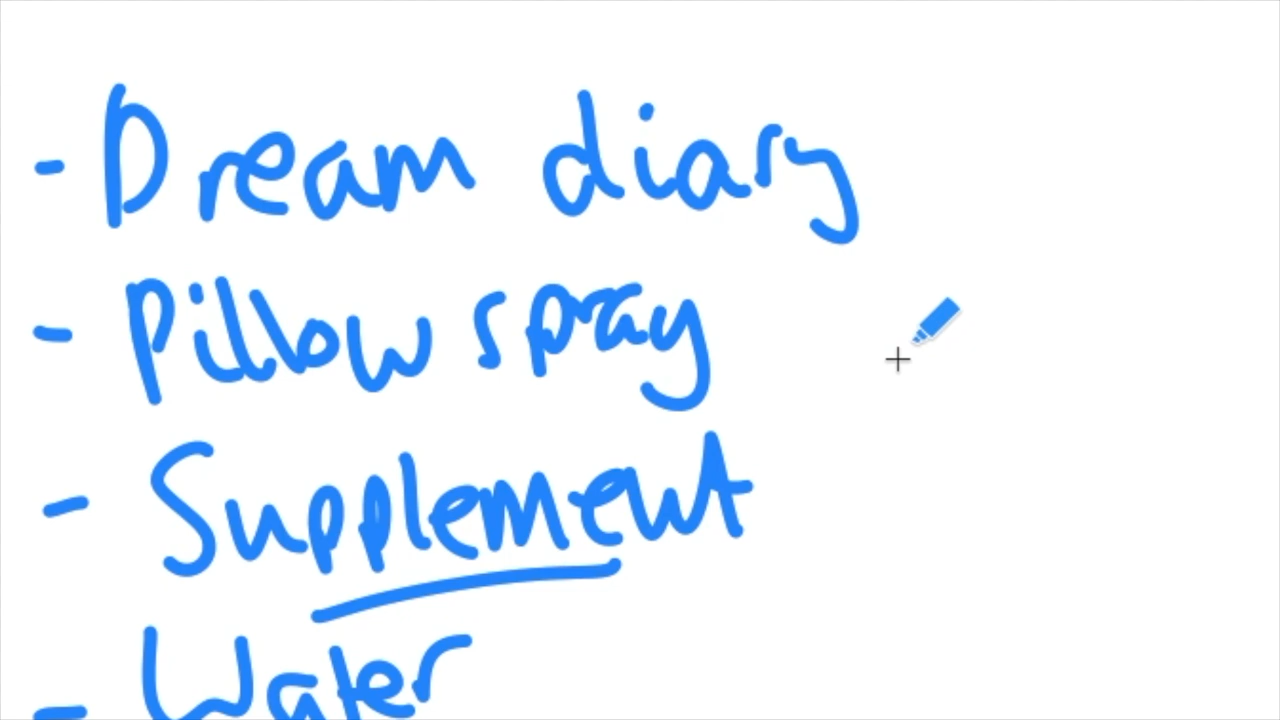 - Dream diary
- Pillow spray
- Supplement
- Water